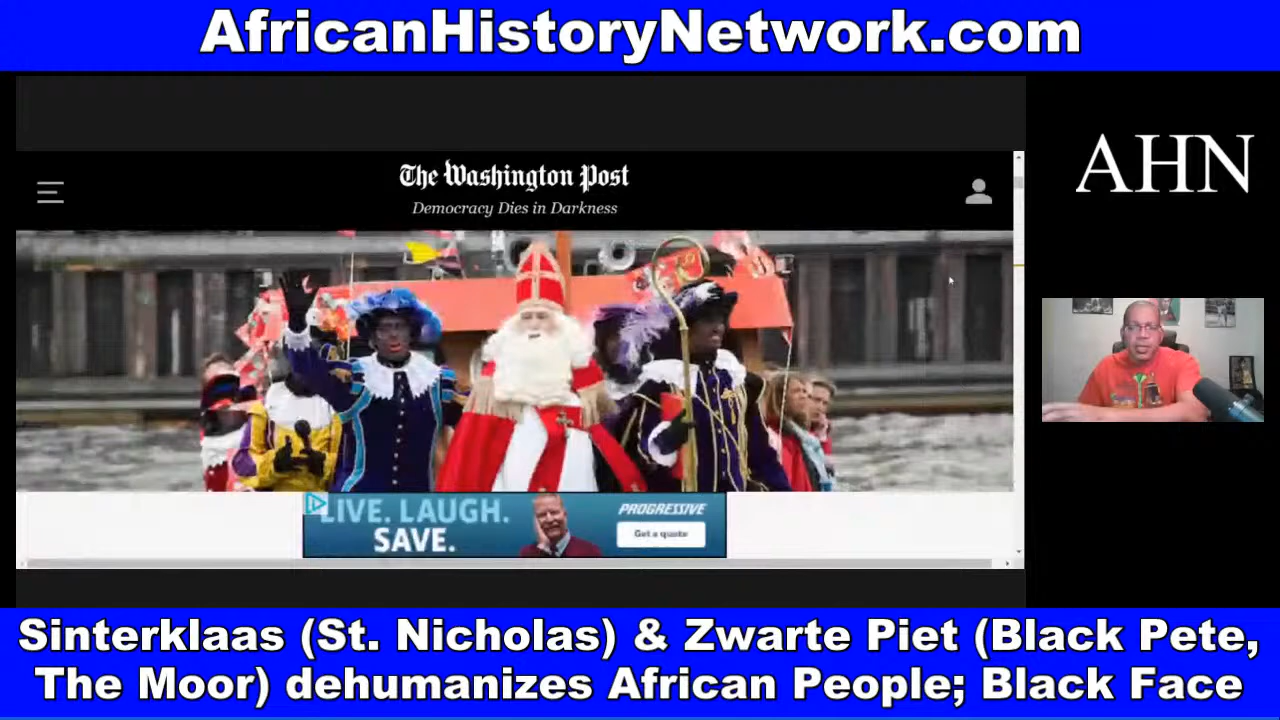 AfricanHistoryNetwork.com
AHN
The Washington Post
Democracy Dies in Darkness
LIVE. LAUGH.
SAVE.
PROGRESSIVE
Get a quote
Sinterklaas (St. Nicholas) & Zwarte Piet (Black Pete,
The Moor) dehumanizes African People; Black Face